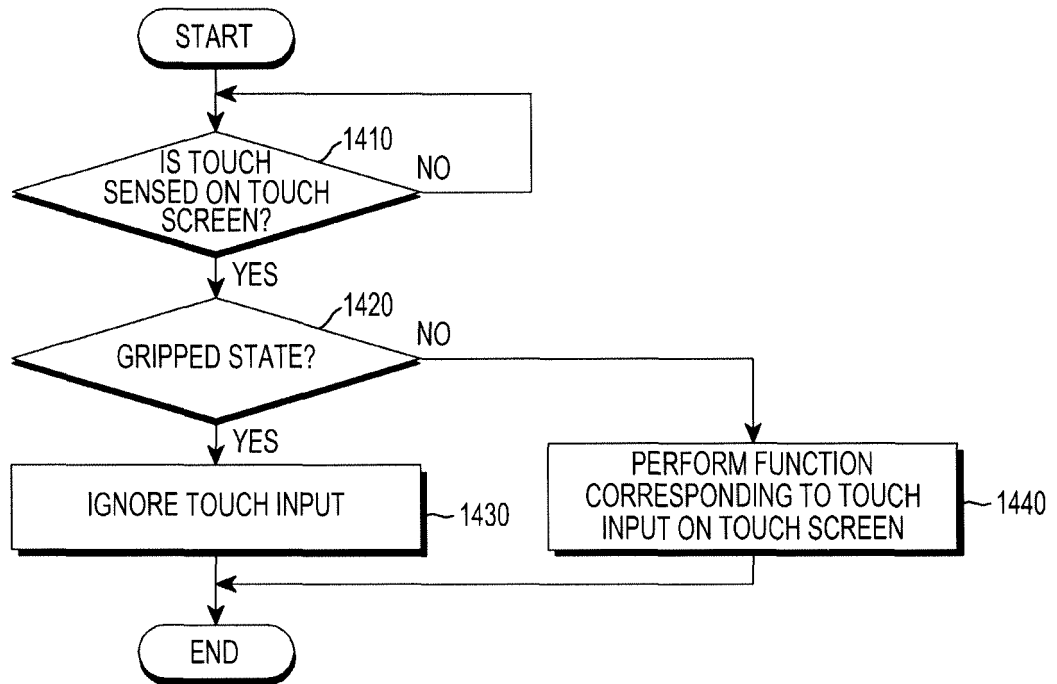 START
1410
IS TOUCH
SENSED ON TOUCH
SCREEN?
NO
YES
1420
GRIPPED STATE?
NO
YES
IGNORE TOUCH INPUT
1430
PERFORM FUNCTION
CORRESPONDING TO TOUCH
INPUT ON TOUCH SCREEN
1440
END